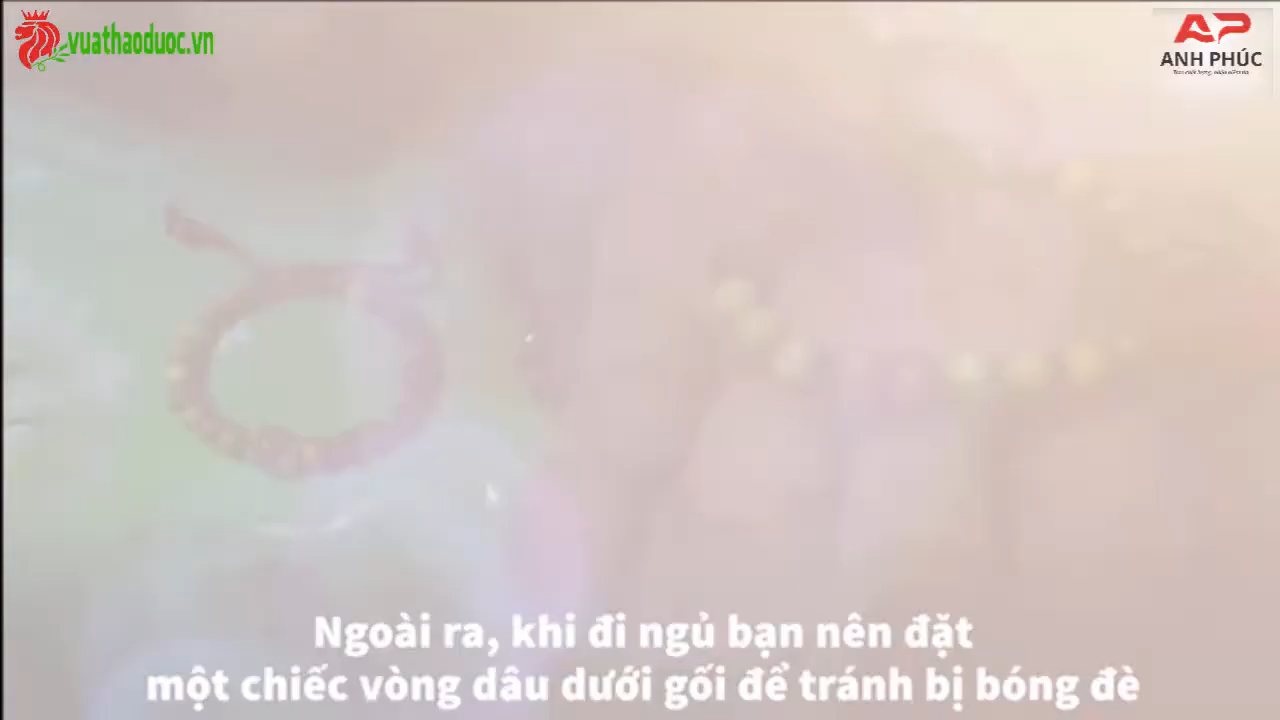 vuathaoduoc.vn
AP
ANH PHÚC
Ngoài ra, khi đi ngủ bạn nên đặt
một chiếc vòng dâu dưới gối để tránh bị bóng đè